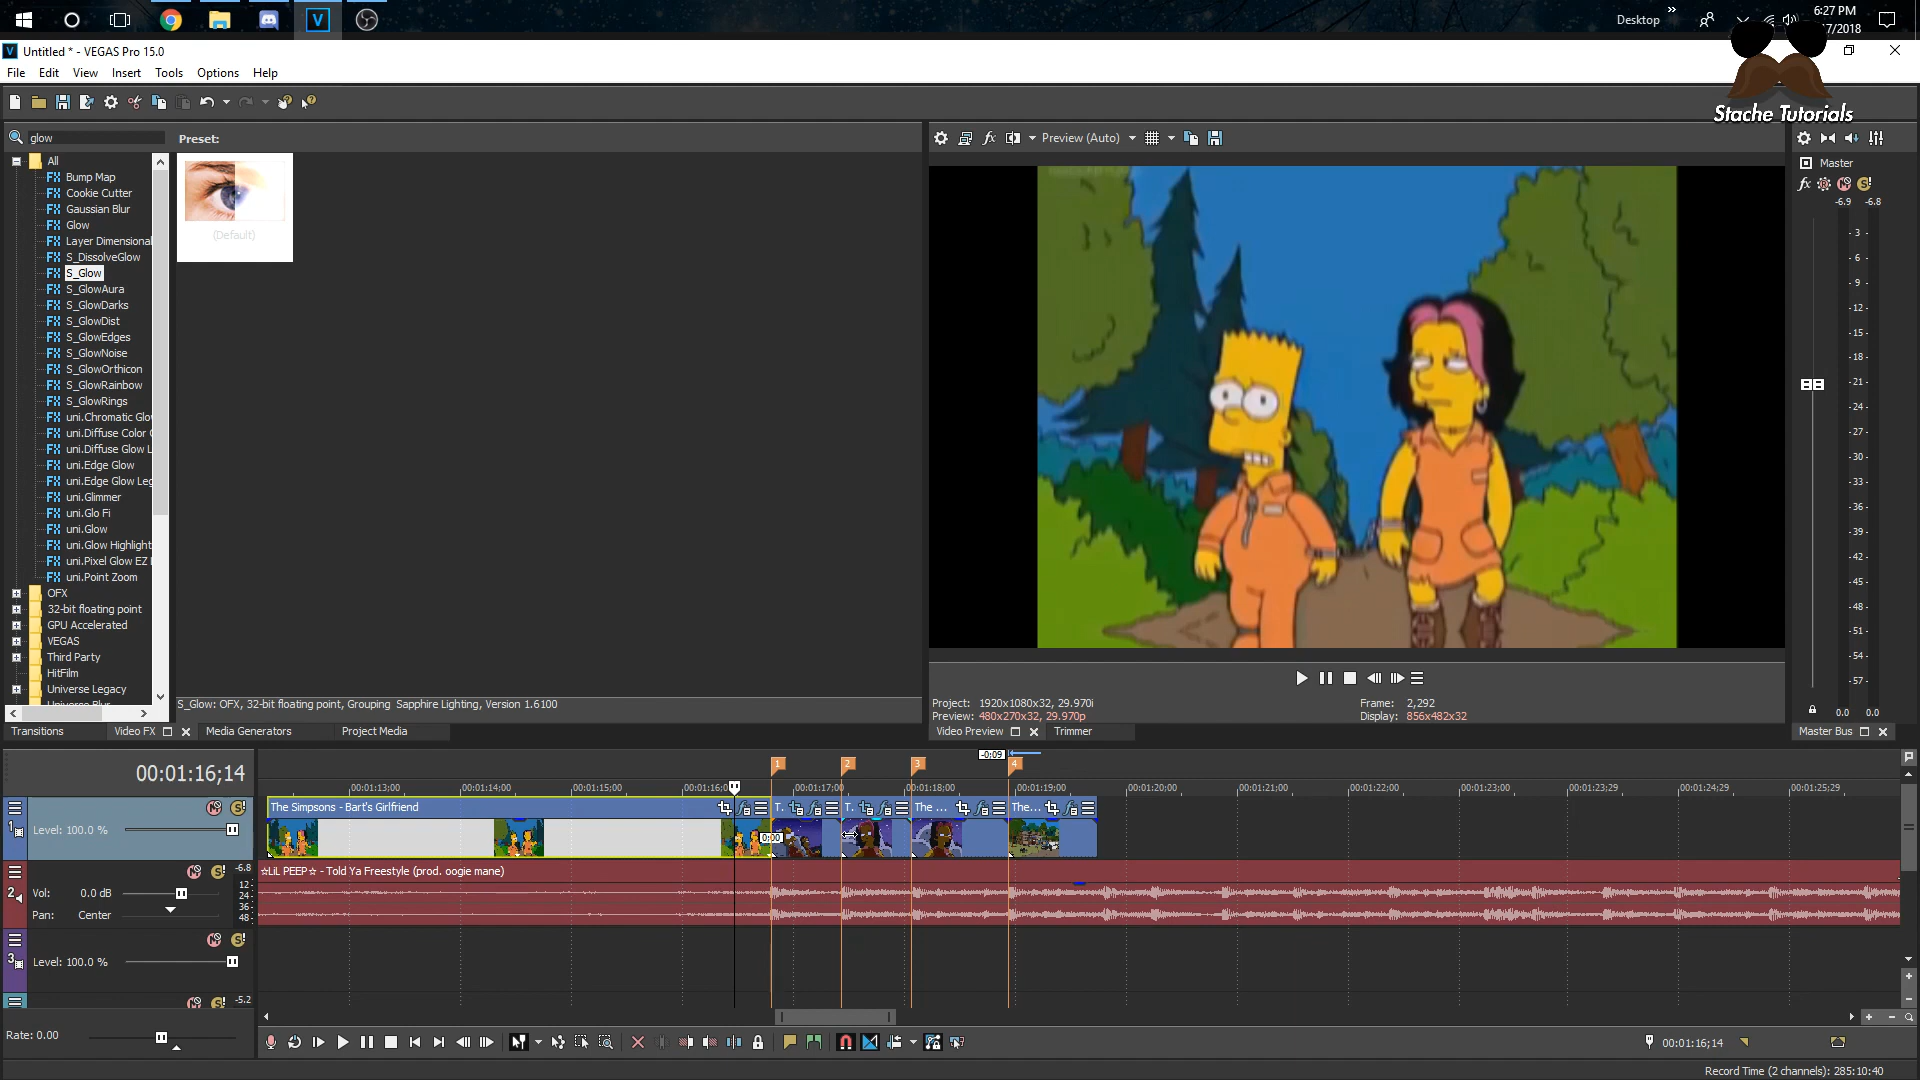 Desktop
»
6:27 PM
7/2018
Untitled * - VEGAS Pro 15.0
File Edit View Insert Tools Options Help
Stache Tutorials
glow
Preset:
(Default)
All
Bump Map
Cookie Cutter
Gaussian Blur
Glow
Layer Dimensional
S_DissolveGlow
S_Glow
S_GlowAura
S_GlowDarks
S_GlowDist
S_GlowEdges
S_GlowNoise
S_GlowOrthicon
S_GlowRainbow
S_GlowRings
uni.Chromatic Glo
uni.Diffuse Color
uni.Diffuse Glow L
uni.Edge Glow
uni.Edge Glow Leg
uni.Glimmer
uni.Glo Fi
uni.Glow
uni.Glow Highlight
uni.Pixel Glow EZ
uni.Point Zoom
OFX
32-bit floating point
GPU Accelerated
VEGAS
Third Party
HitFilm
Universe Legacy
S_Glow: OFX, 32-bit floating point, Grouping Sapphire Lighting, Version 1.6100
Transitions Video FX Media Generators Project Media
Preview (Auto)
Project: 1920x1080x32, 29.970i
Preview: 480x270x32, 29.970p
Frame: 2,292
Display: 856x482x32
Video Preview Trimmer
Master
-6.9 -6.8
- 3 -
- 6 -
- 9 -
- 12 -
- 15 -
- 18 -
- 21 -
- 24 -
- 27 -
- 30 -
- 33 -
- 36 -
- 39 -
- 42 -
- 45 -
- 48 -
- 51 -
- 54 -
- 57 -
0.0 0.0
Master Bus
00:01:16;14
-0:09
1 2 3 4
00:01:13;00 00:01:14;00 00:01:15;00 00:01:16;0 00:01:17;00 00:01:18;00 00:01:19;00 00:01:20;00 00:01:21;00 00:01:22;00 00:01:23;00 00:01:23;29 00:01:24;29 00:01:25;29
1
Level: 100.0 %
The Simpsons - Bart's Girlfriend
T. T. The ... The...
0:00
2
Vol: 0.0 dB
Pan: Center
-6.8
12
24
36
48
☆LiL PEEP☆ - Told Ya Freestyle (prod. oogie mane)
3
Level: 100.0 %
-5.2
Rate: 0.00
00:01:16;14
Record Time (2 channels): 285:10:40